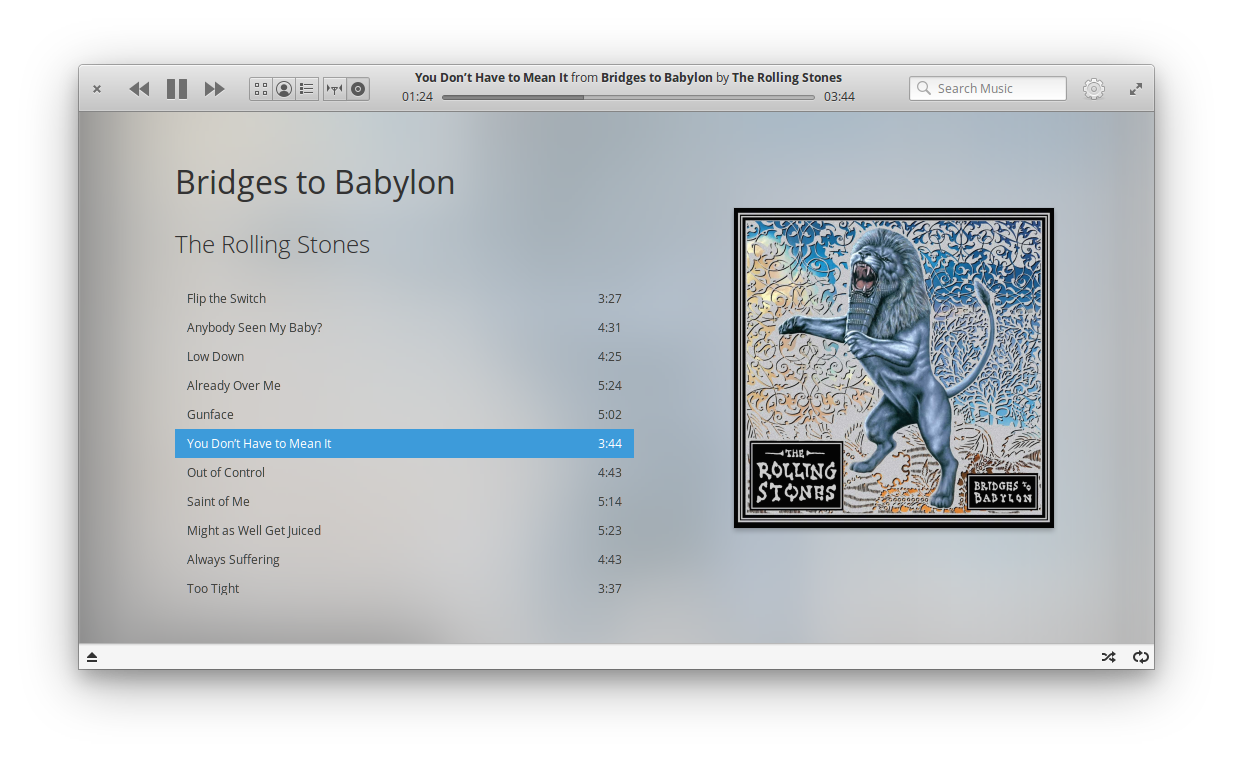 You Don’t Have to Mean It from Bridges to Babylon by The Rolling Stones
01:24 03:44
Search Music
Bridges to Babylon
The Rolling Stones
Flip the Switch 3:27
Anybody Seen My Baby? 4:31
Low Down 4:25
Already Over Me 5:24
Gunface 5:02
You Don’t Have to Mean It 3:44
Out of Control 4:43
Saint of Me 5:14
Might as Well Get Juiced 5:23
Always Suffering 4:43
Too Tight 3:37
THE
ROLLING
STONES
BRIDGES TO
BABYLON